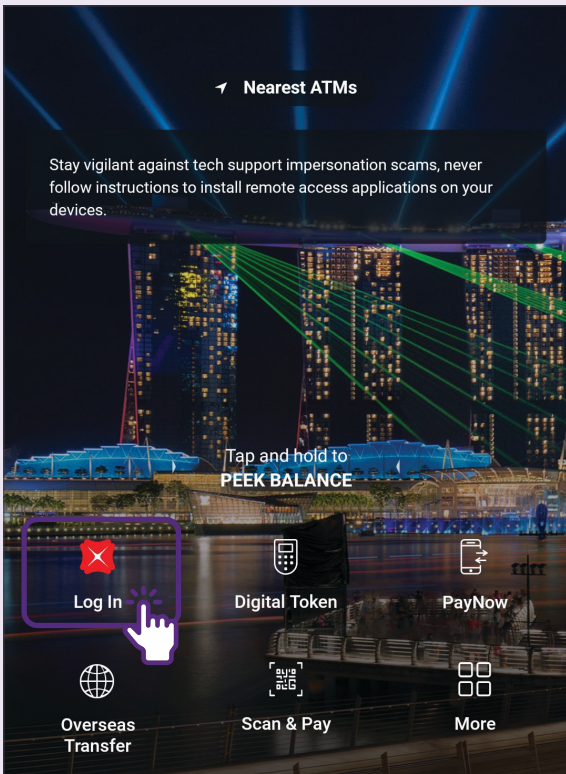 Nearest ATMs
Stay vigilant against tech support impersonation scams, never
follow instructions to install remote access applications on your
devices.
Tap and hold to
PEEK BALANCE
Log In
Digital Token
PayNow
Overseas
Transfer
Scan & Pay
More